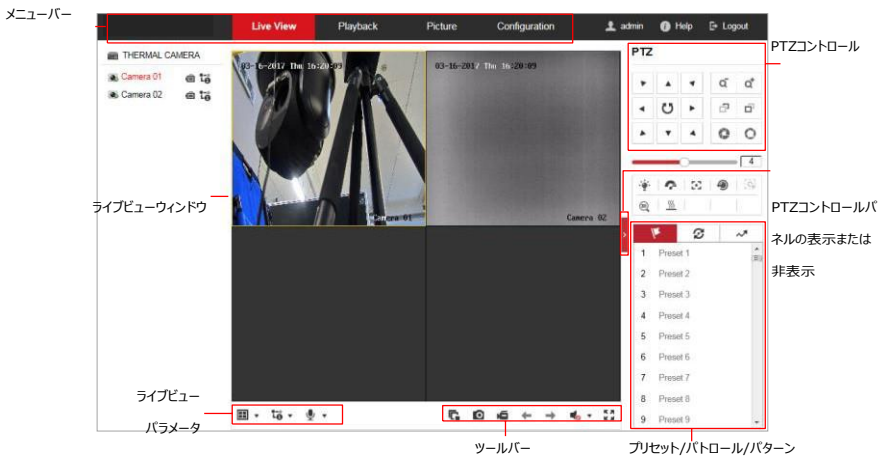 メニューバー
Live View Playback Picture Configuration admin Help Logout
THERMAL CAMERA
Camera 01
Camera 02
03-16-2017 Thu 16:20:09
Camera 01
03-16-2017 Thu 16:20:09
Camera 02
PTZ
PTZコントロール
4
ライブビューウィンドウ
PTZコントロールパ
ネルの表示または
非表示
1 Preset 1
2 Preset 2
3 Preset 3
4 Preset 4
5 Preset 5
6 Preset 6
7 Preset 7
8 Preset 8
9 Preset 9
ライブビュー
パラメータ
ツールバー
プリセット/パトロール/パターン